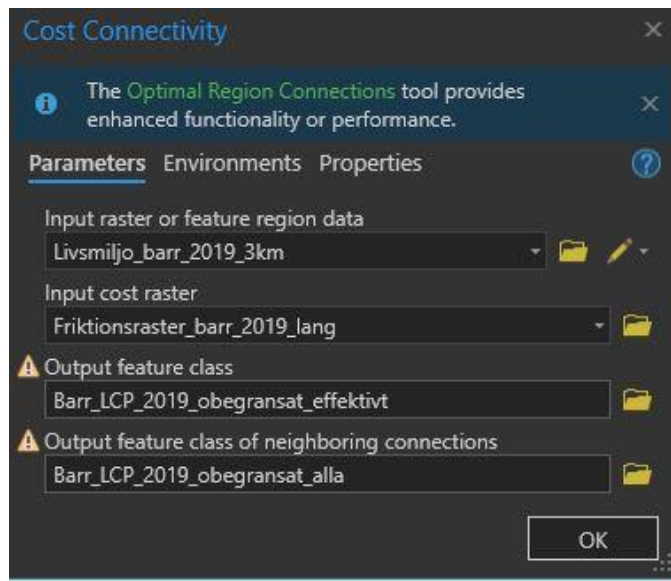 Cost Connectivity
The Optimal Region Connections tool provides
enhanced functionality or performance.
Parameters Environments Properties
Input raster or feature region data
Livsmiljo_barr_2019_3km
Input cost raster
Friktionsraster_barr_2019_lang
Output feature class
Barr_LCP_2019_obegransat_effektivt
Output feature class of neighboring connections
Barr_LCP_2019_obegransat_alla
OK